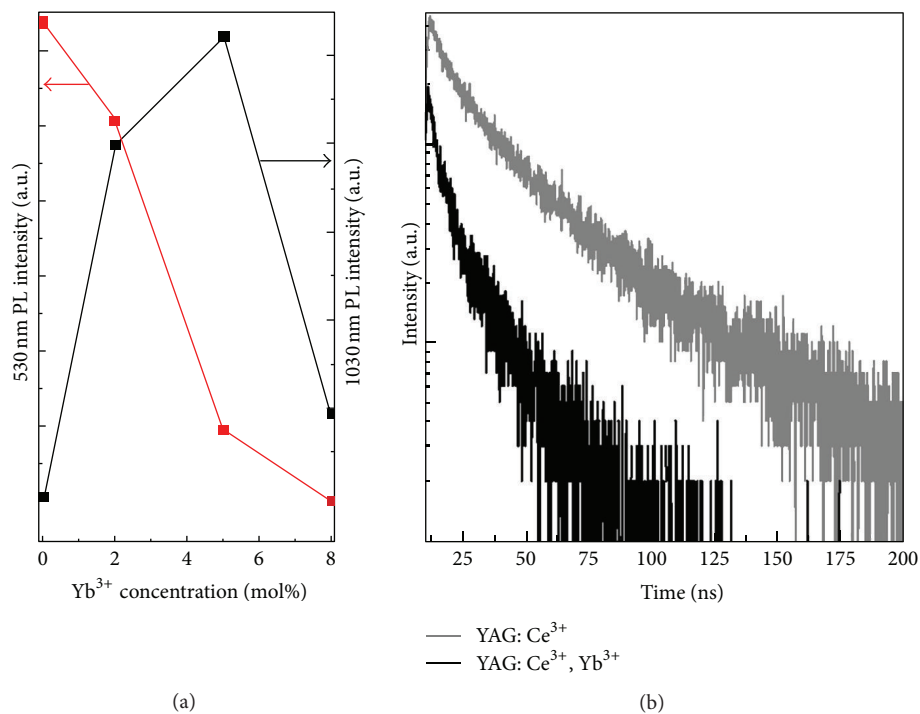 530 nm PL intensity (a.u.)
1030 nm PL intensity (a.u.)
0 2 4 6 8
Yb³⁺ concentration (mol%)
(a)
Intensity (a.u.)
25 50 75 100 125 150 175 200
Time (ns)
YAG: Ce³⁺
YAG: Ce³⁺, Yb³⁺
(b)